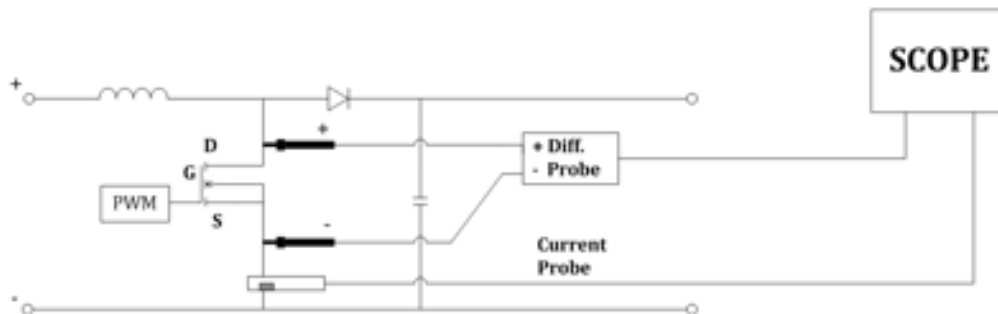 SCOPE
+
+
D
+ Diff.
- Probe
G
PWM
S
-
Current
Probe
-